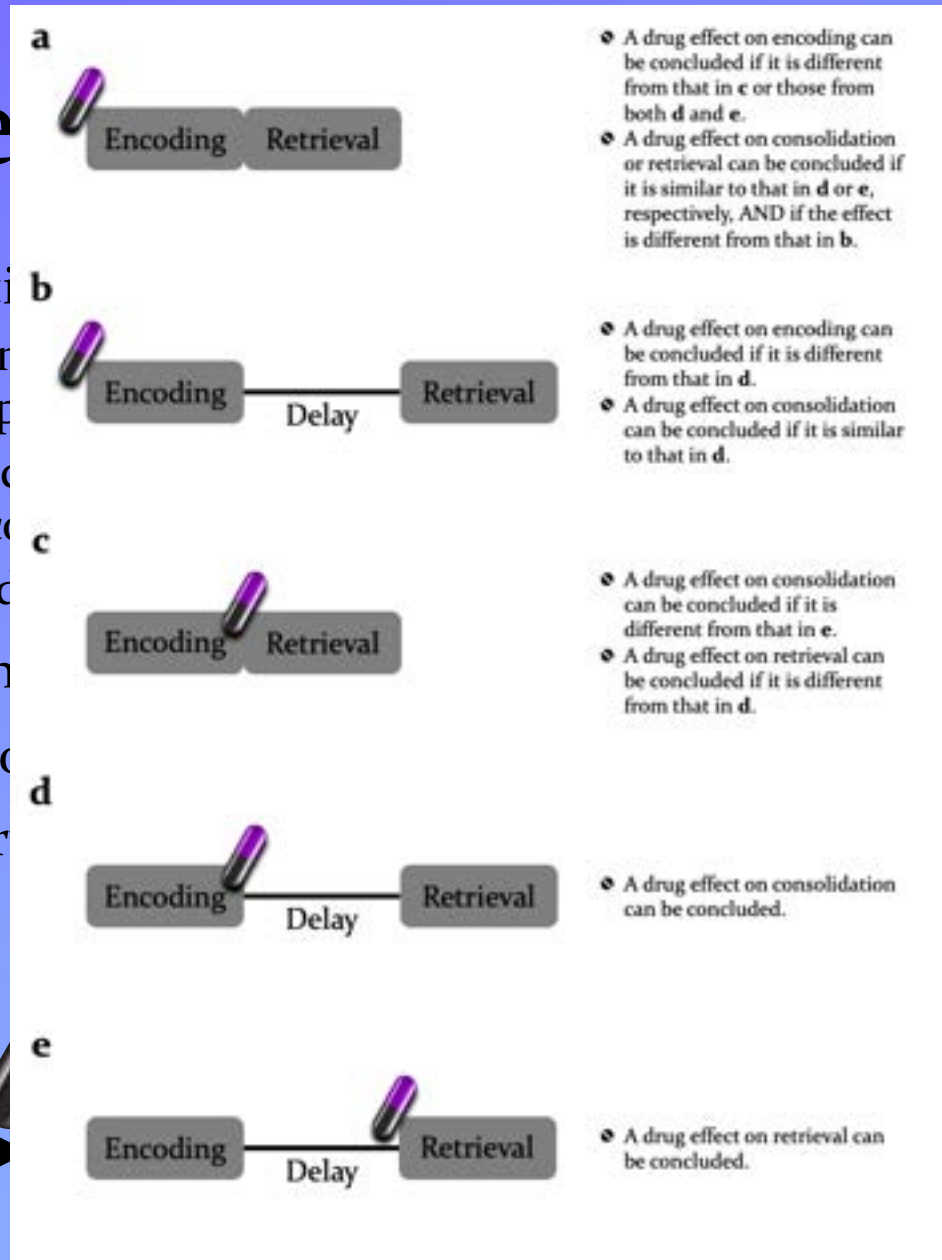 a
A drug effect on encoding can
be concluded if it is different
from that in c or those from
both d and e.
A drug effect on consolidation
or retrieval can be concluded if
it is similar to that in d or e,
respectively, AND if the effect
is different from that in b.
Encoding Retrieval
b
A drug effect on encoding can
be concluded if it is different
from that in d.
A drug effect on consolidation
can be concluded if it is similar
to that in d.
Encoding Delay Retrieval
c
A drug effect on consolidation
can be concluded if it is
different from that in e.
A drug effect on retrieval can
be concluded if it is different
from that in d.
Encoding Retrieval
d
A drug effect on consolidation
can be concluded.
Encoding Delay Retrieval
e
A drug effect on retrieval can
be concluded.
Encoding Delay Retrieval